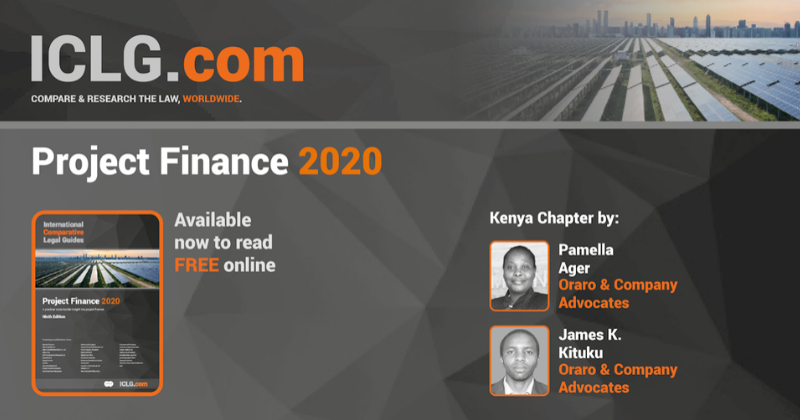 ICLG.com
COMPARE & RESEARCH THE LAW, WORLDWIDE.
Project Finance 2020
International
Comparative
Legal Guides
Project Finance 2020
Ninth Edition
ICLG.com
Available
now to read
FREE online
Kenya Chapter by:
Pamella
Ager
Oraro & Company
Advocates
James K.
Kituku
Oraro & Company
Advocates